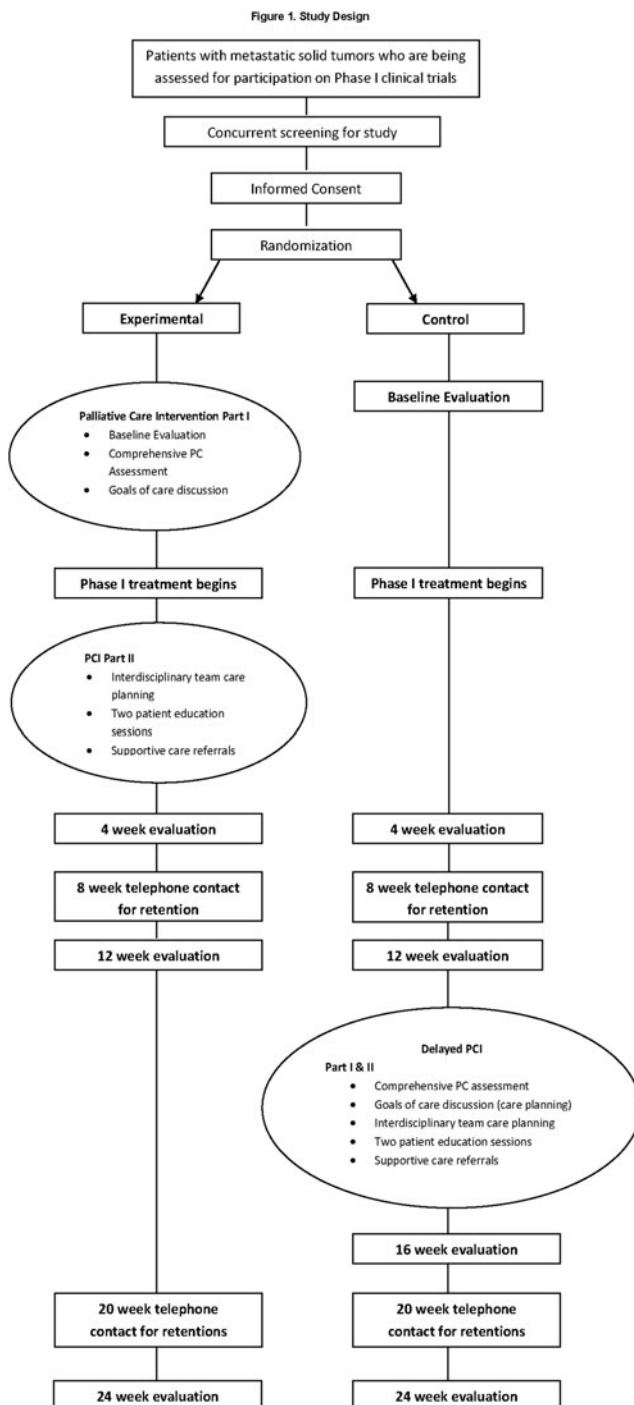 Figure 1. Study Design
Patients with metastatic solid tumors who are being
assessed for participation on Phase I clinical trials
Concurrent screening for study
Informed Consent
Randomization
Experimental
Control
Palliative Care Intervention Part I
• Baseline Evaluation
• Comprehensive PC
Assessment
• Goals of care discussion
Baseline Evaluation
Phase I treatment begins
Phase I treatment begins
PCI Part II
• Interdisciplinary team care
planning
• Two patient education
sessions
• Supportive care referrals
4 week evaluation
4 week evaluation
8 week telephone contact
for retention
8 week telephone contact
for retention
12 week evaluation
12 week evaluation
Delayed PCI
Part I & II
• Comprehensive PC assessment
• Goals of care discussion (care planning)
• Interdisciplinary team care planning
• Two patient education sessions
• Supportive care referrals
16 week evaluation
20 week telephone
contact for retentions
20 week telephone
contact for retentions
24 week evaluation
24 week evaluation